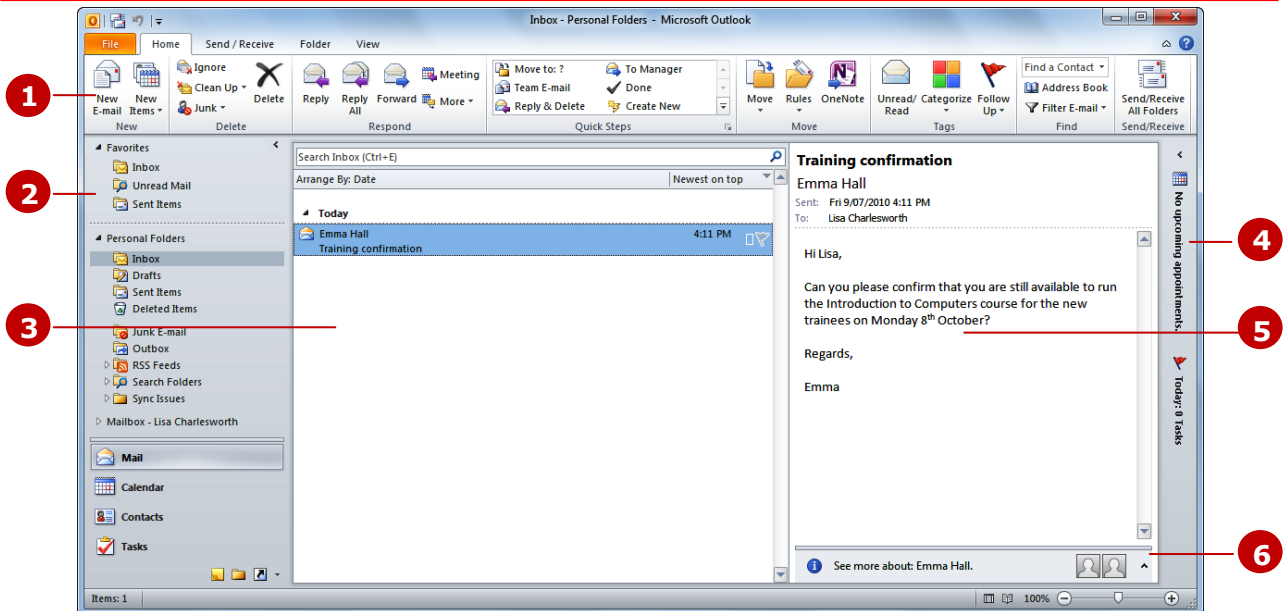 Inbox - Personal Folders - Microsoft Outlook
File Home Send / Receive Folder View
1
New E-mail
New Items
New
Ignore
Clean Up
Junk
Delete
Delete
Reply
Reply All
Forward
Meeting
More
Respond
Move to: ? To Manager
Team E-mail Done
Reply & Delete Create New
Quick Steps
Move
Rules
OneNote
Move
Unread/ Read
Categorize
Follow Up
Tags
Find a Contact
Address Book
Filter E-mail
Find
Send/Receive All Folders
Send/Receive
2
Favorites
Inbox
Unread Mail
Sent Items
Personal Folders
Inbox
Drafts
Sent Items
Deleted Items
3
Junk E-mail
Outbox
RSS Feeds
Search Folders
Sync Issues
Mailbox - Lisa Charlesworth
Mail
Calendar
Contacts
Tasks
Search Inbox (Ctrl+E)
Arrange By: Date Newest on top
Today
Emma Hall 4:11 PM
Training confirmation
Training confirmation
Emma Hall
Sent: Fri 9/07/2010 4:11 PM
To: Lisa Charlesworth
Hi Lisa,
Can you please confirm that you are still available to run
the Introduction to Computers course for the new
trainees on Monday 8th October?
Regards,
Emma
See more about: Emma Hall.
No upcoming appointments.
Today: 0 Tasks
4
5
6
Items: 1 100%